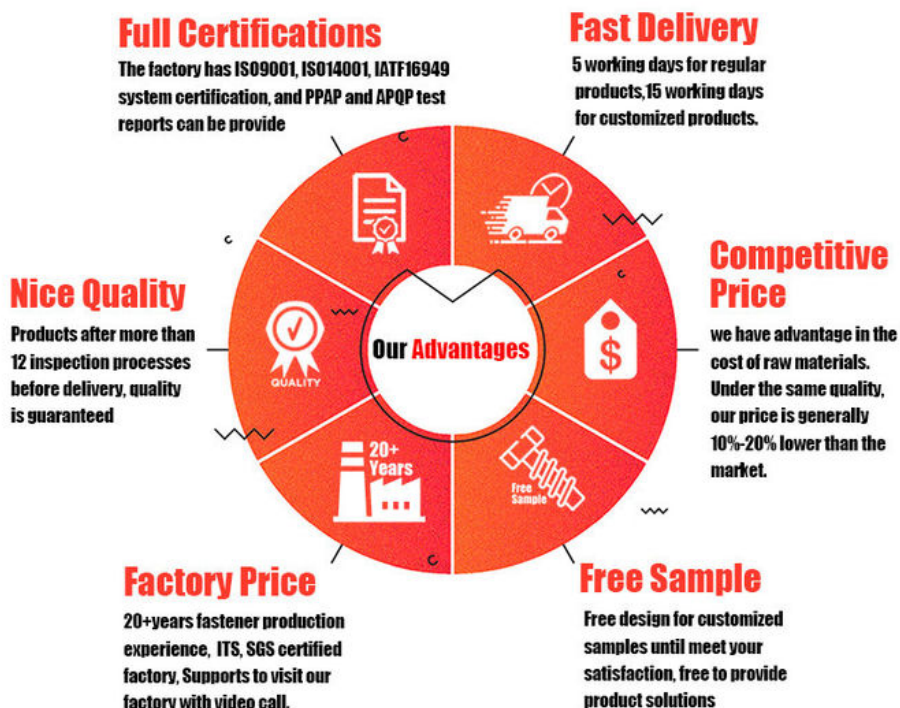 Full Certifications
The factory has ISO9001, ISO14001, IATF16949
system certification, and PPAP and APQP test
reports can be provide
Fast Delivery
5 working days for regular
products,15 working days
for customized products.
Nice Quality
Products after more than
12 inspection processes
before delivery, quality
is guaranteed
QUALITY
Our Advantages
$
Competitive
Price
we have advantage in the
cost of raw materials.
Under the same quality,
our price is generally
10%-20% lower than the
market.
20+
Years
Free
Sample
Factory Price
20+years fastener production
experience, ITS, SGS certified
factory, Supports to visit our
factory with video call.
Free Sample
Free design for customized
samples until meet your
satisfaction, free to provide
product solutions